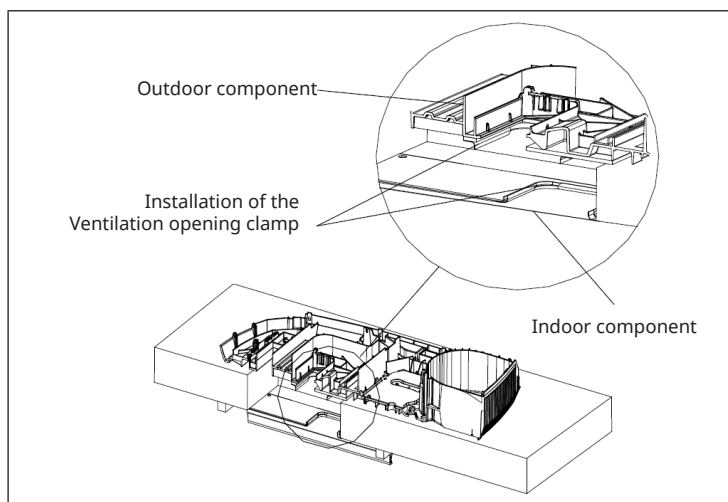 Outdoor component
Installation of the
Ventilation opening clamp
Indoor component